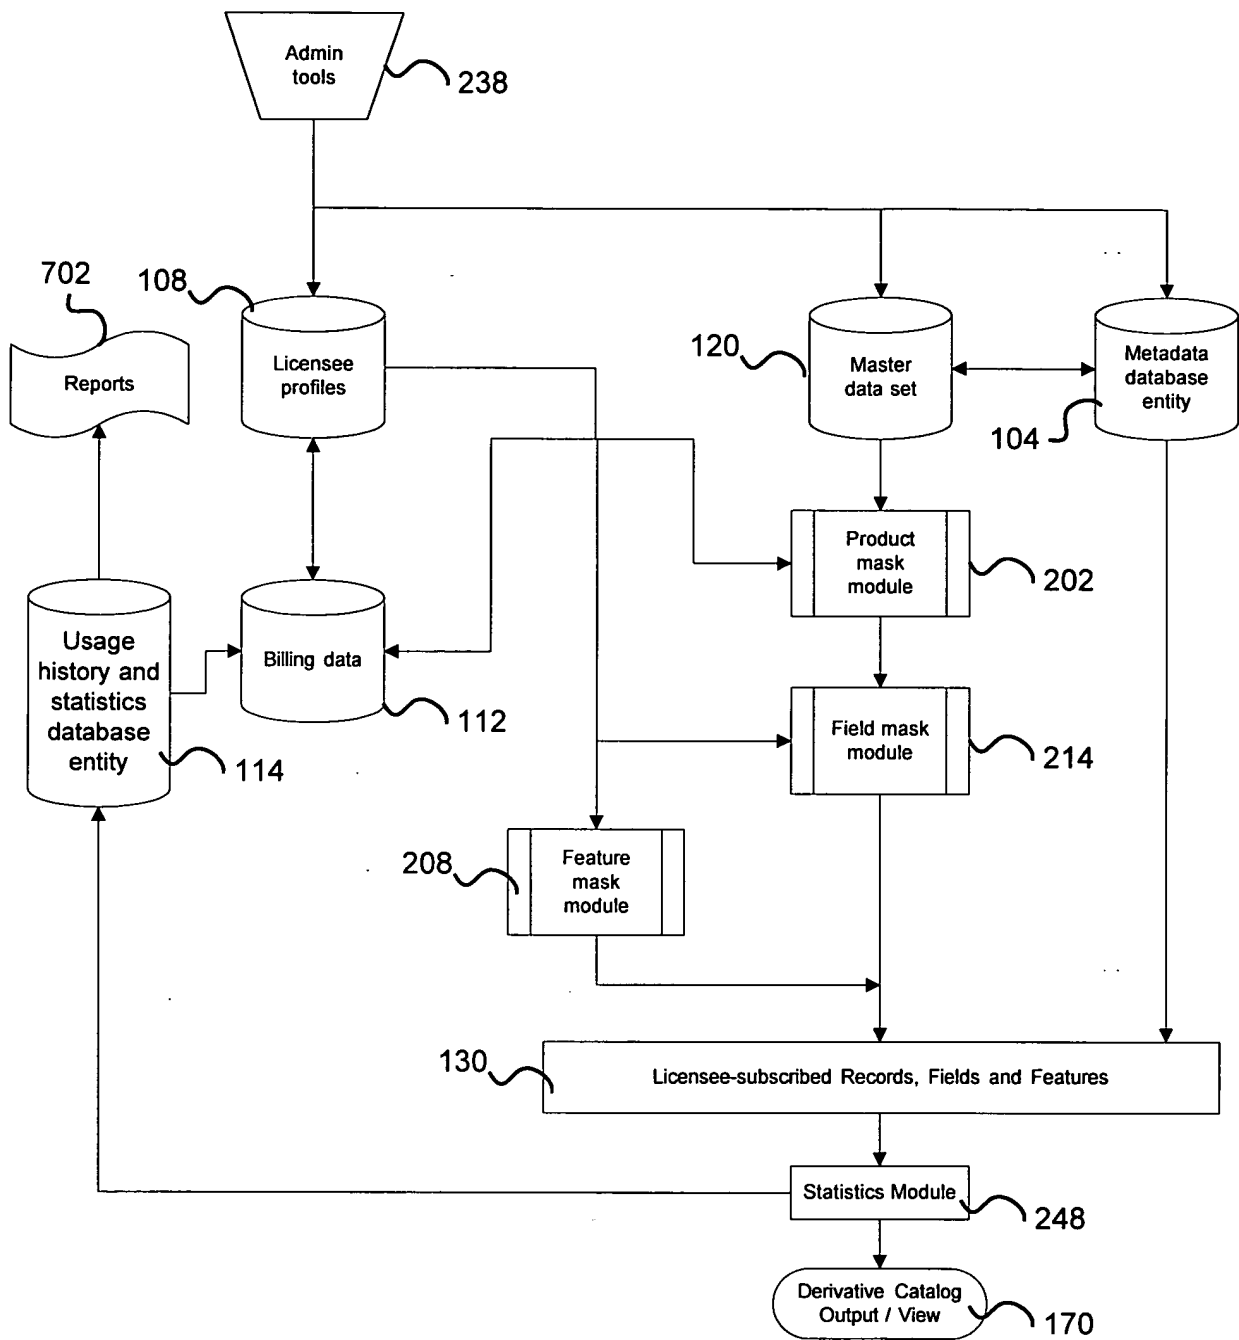 Admin
tools
238
702
108
Reports
Licensee
profiles
120
Master
data set
Metadata
database
entity
104
Product
mask
module
202
Usage
history and
statistics
database
entity
114
Billing data
112
Field mask
module
214
208
Feature
mask
module
130
Licensee-subscribed Records, Fields and Features
Statistics Module
248
Derivative Catalog
Output / View
170